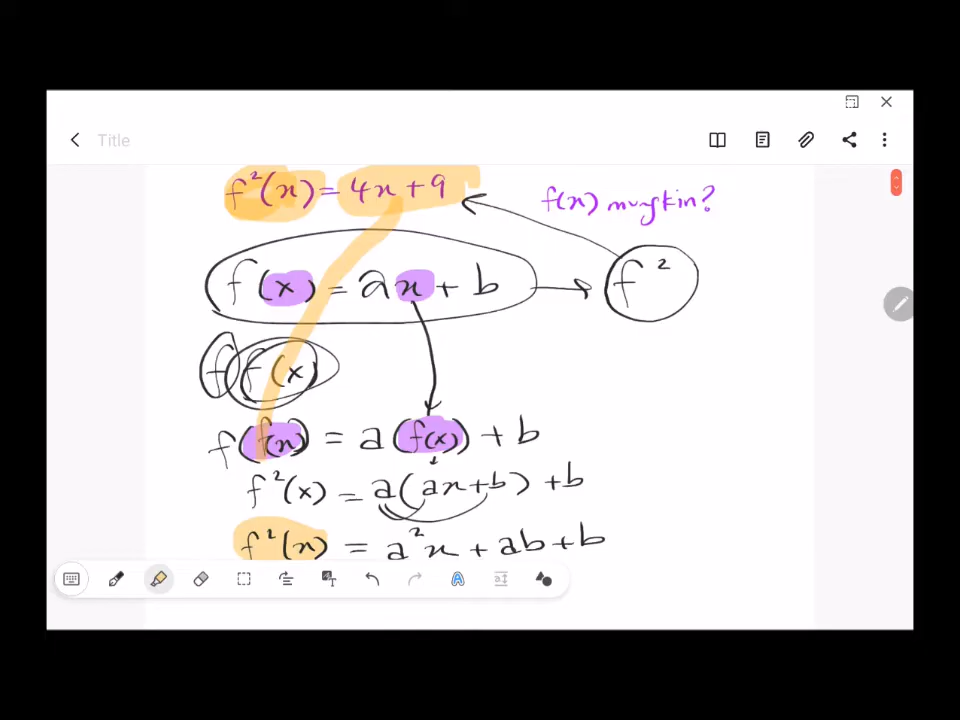 Title
f²(x) = 4x + 9
f(x) mungkin?
f(x) = ax + b
f²
f f(x)
f(f(x)) = a(f(x)) + b
f²(x) = a(ax+b) + b
f²(x) = a²x + ab + b